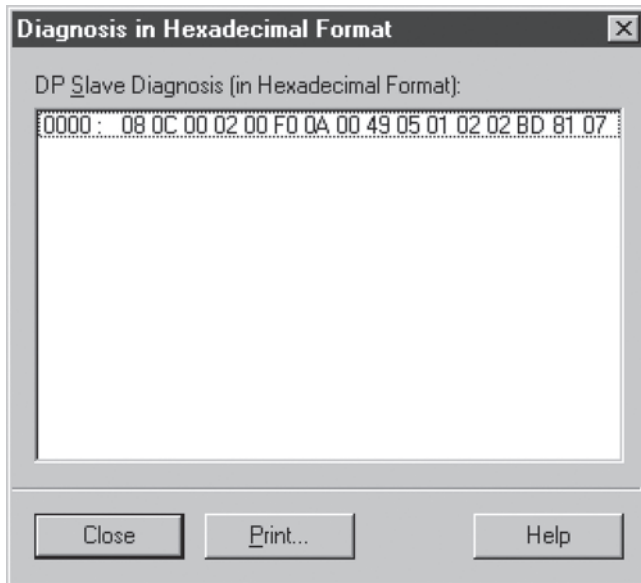 Diagnosis in Hexadecimal Format
DP Slave Diagnosis (in Hexadecimal Format):
0000 : 08 0C 00 02 00 F0 0A 00 49 05 01 02 02 BD 81 07
Close Print... Help